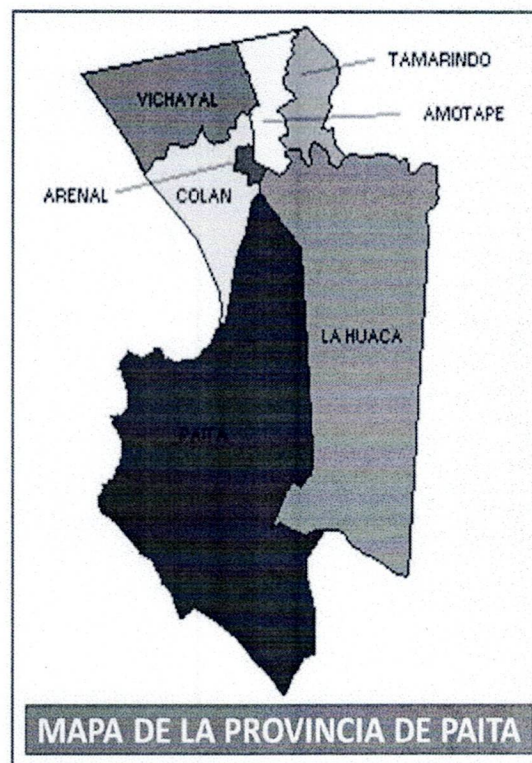 TAMARINDO
VICHAYAL
AMOTAPE
ARENAL
COLAN
LA HUACA
PAITA
MAPA DE LA PROVINCIA DE PAITA